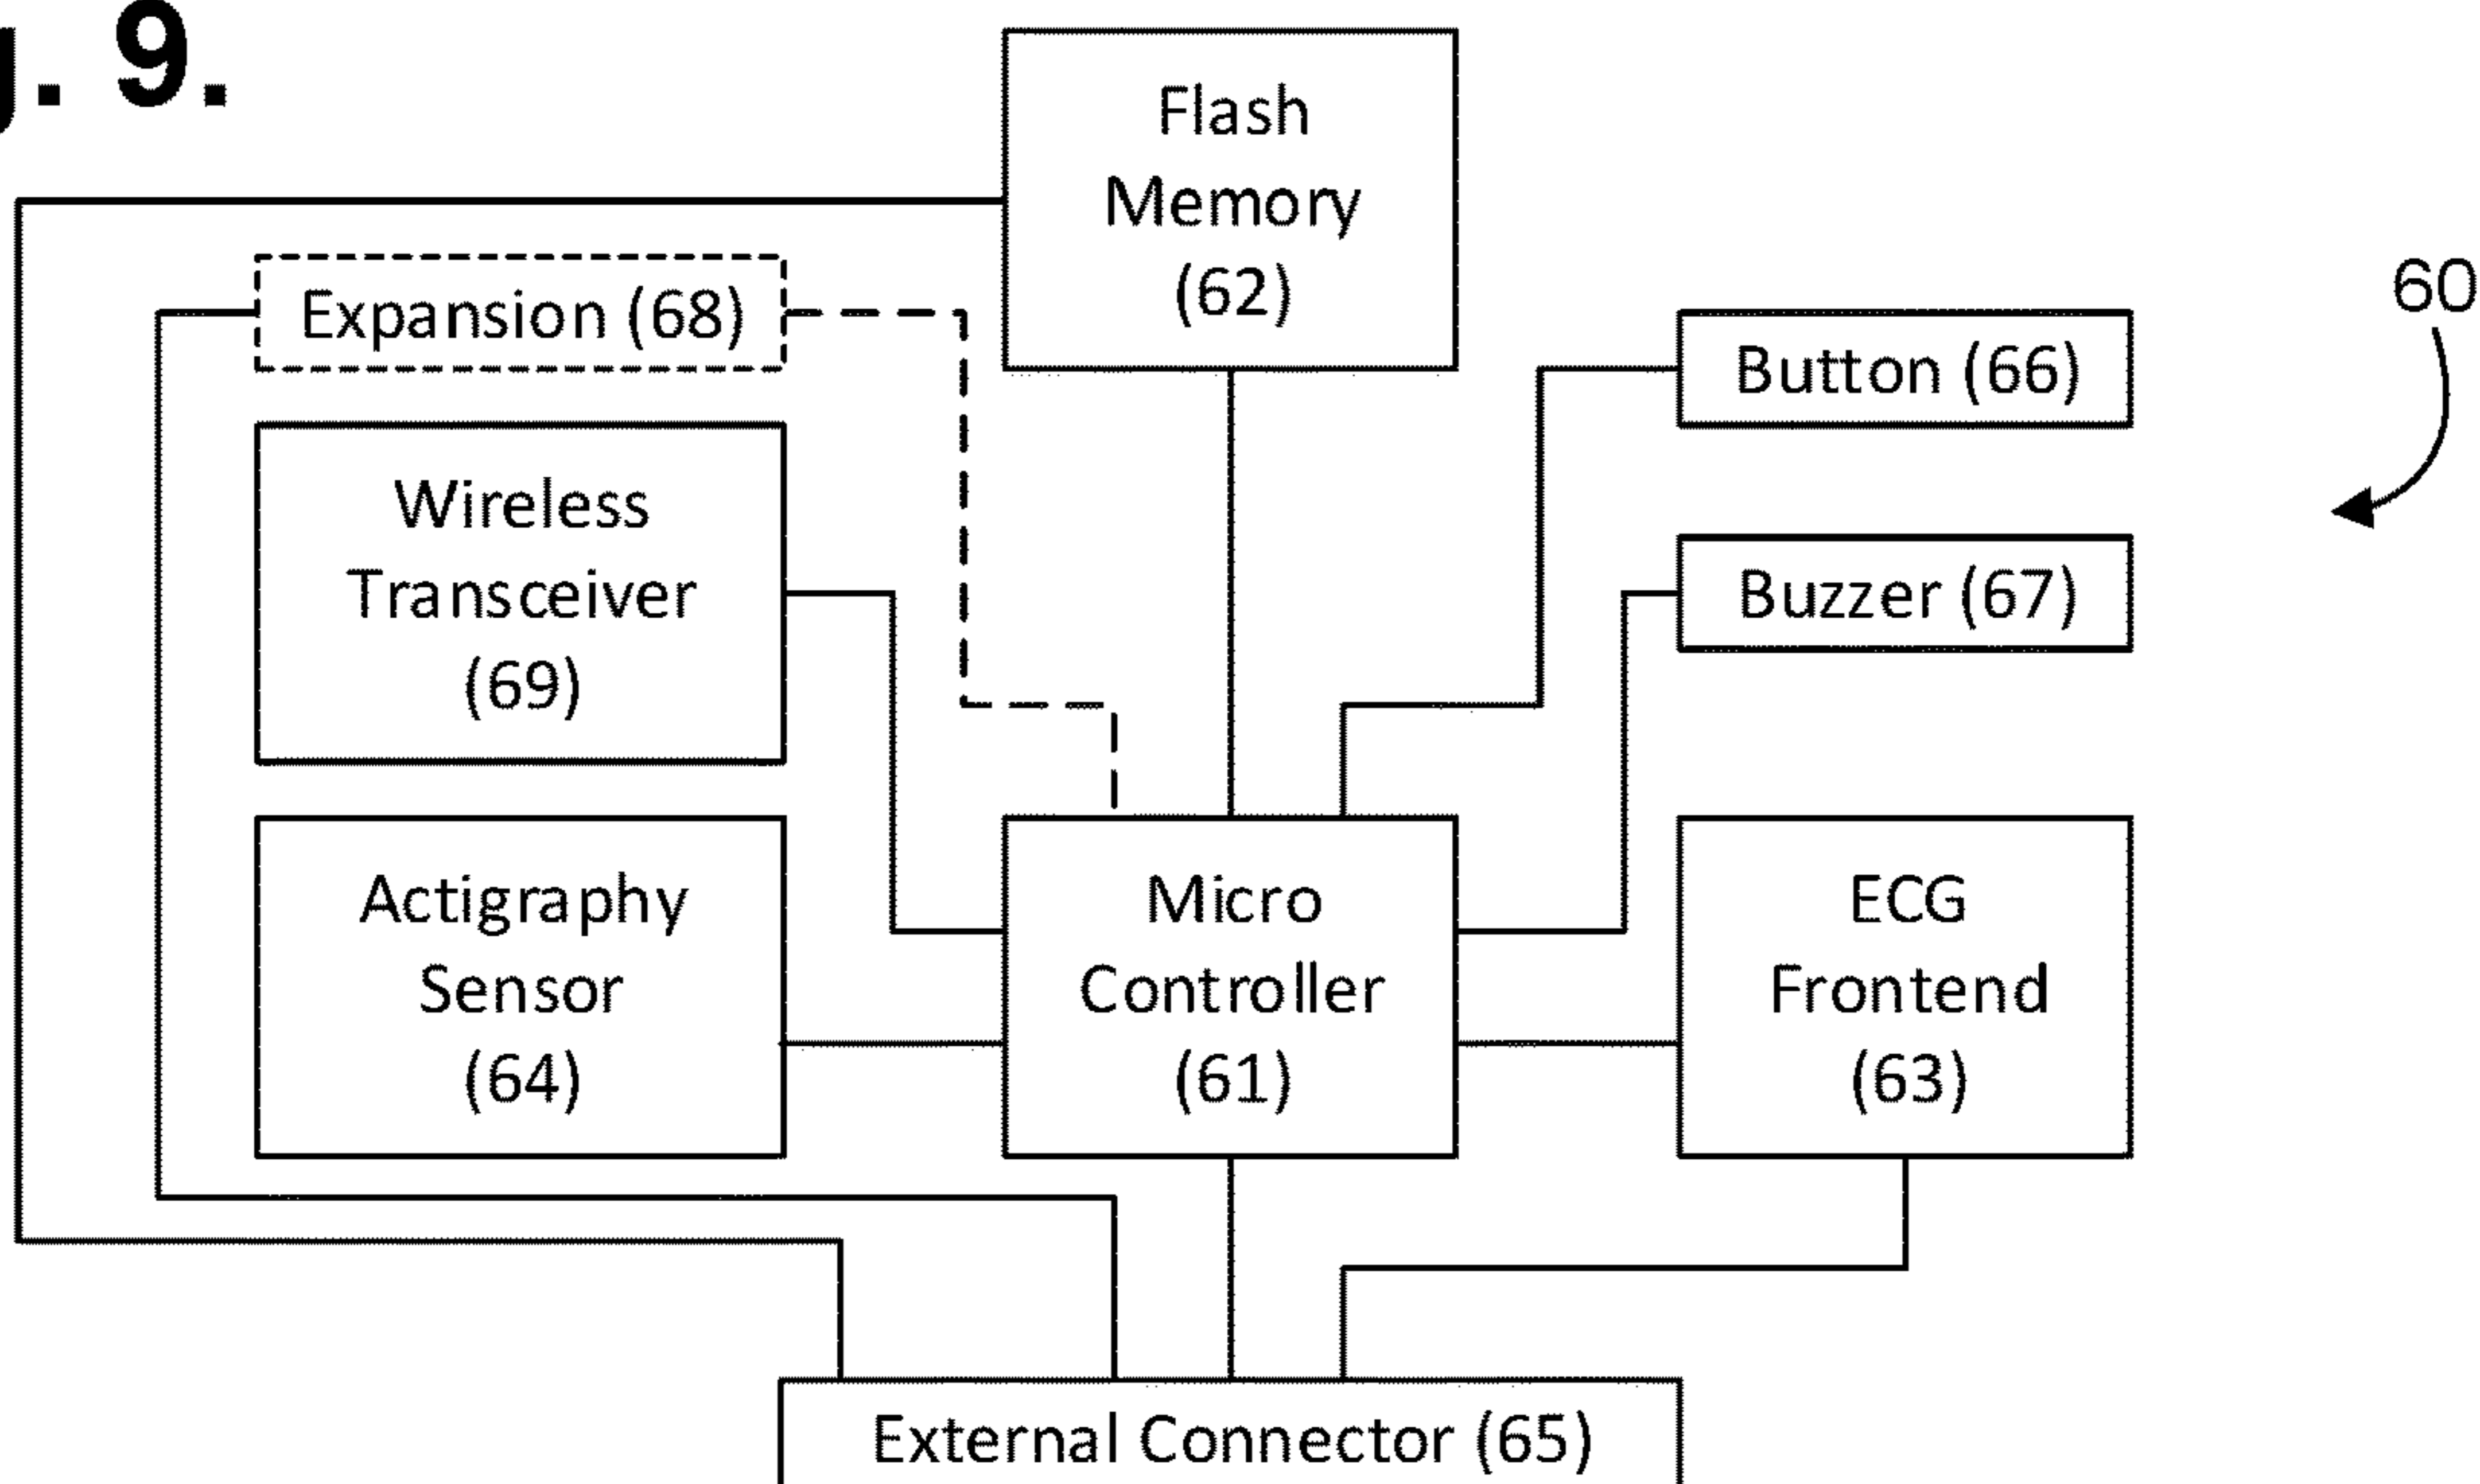 g. 9.
Flash
Memory
(62)
Expansion (68)
60
Button (66)
Wireless
Transceiver
(69)
Buzzer (67)
Actigraphy
Sensor
(64)
Micro
Controller
(61)
ECG
Frontend
(63)
External Connector (65)